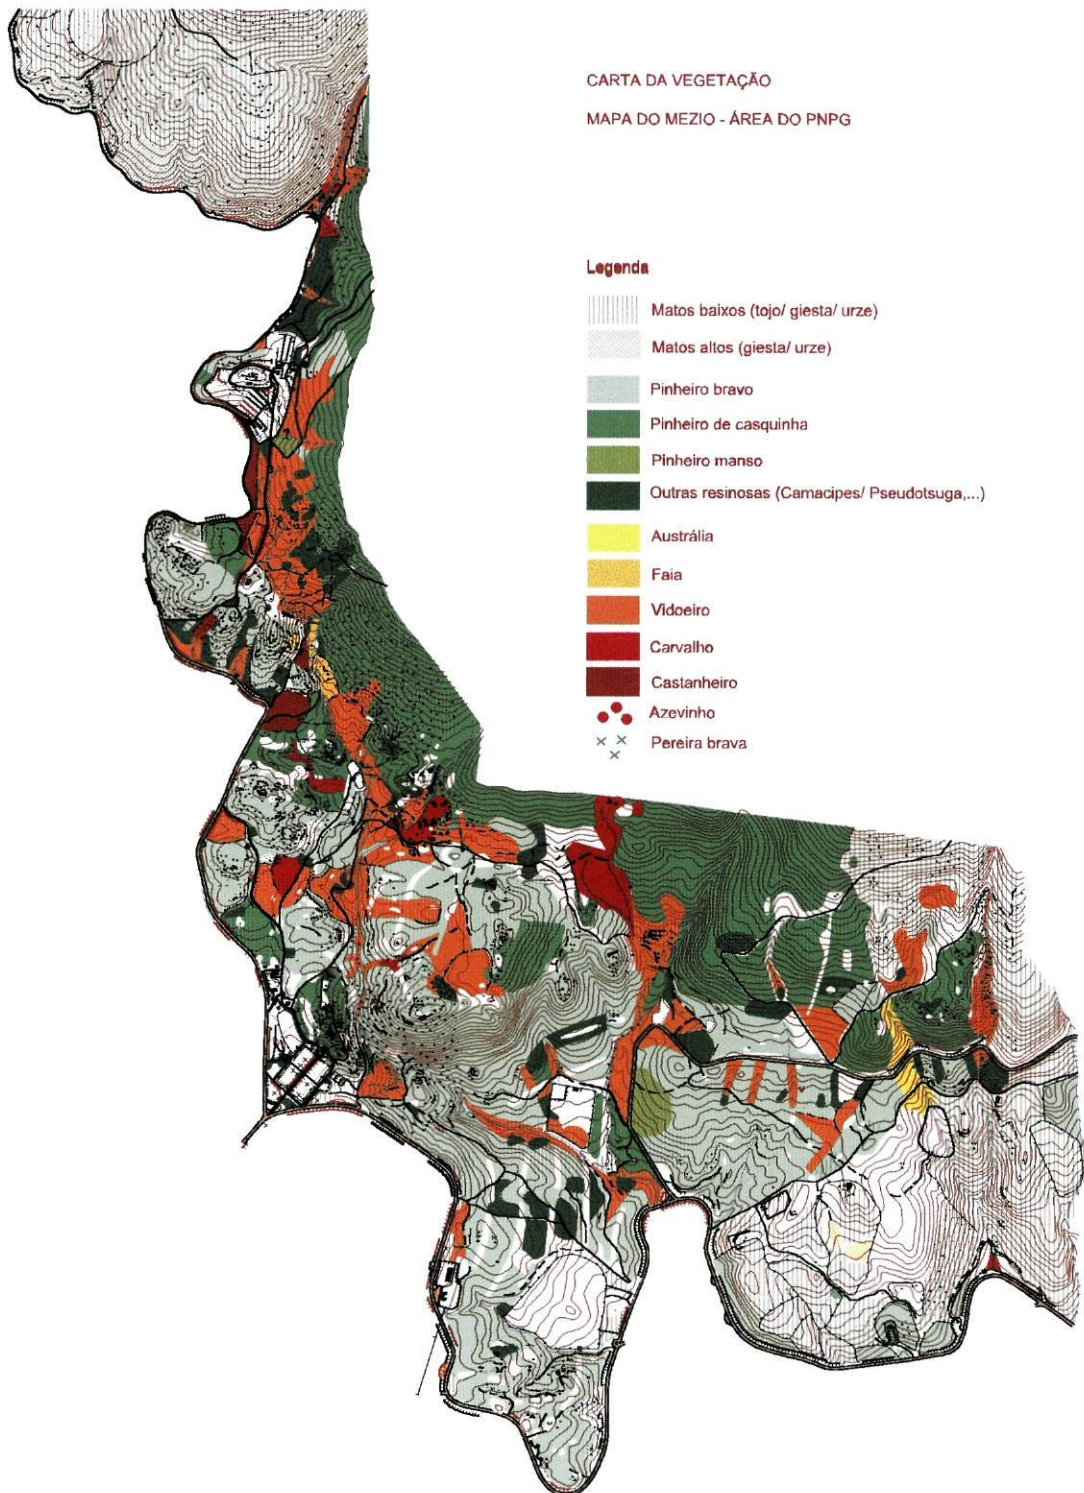 CARTA DA VEGETAÇÃO
MAPA DO MEZIO - ÁREA DO PNPG
Legenda
Matos baixos (tojo/ giesta/ urze)
Matos altos (giesta/ urze)
Pinheiro bravo
Pinheiro de casquinha
Pinheiro manso
Outras resinosas (Camacipes/ Pseudotsuga,...)
Austrália
Faia
Vidoeiro
Carvalho
Castanheiro
Azevinho
Pereira brava